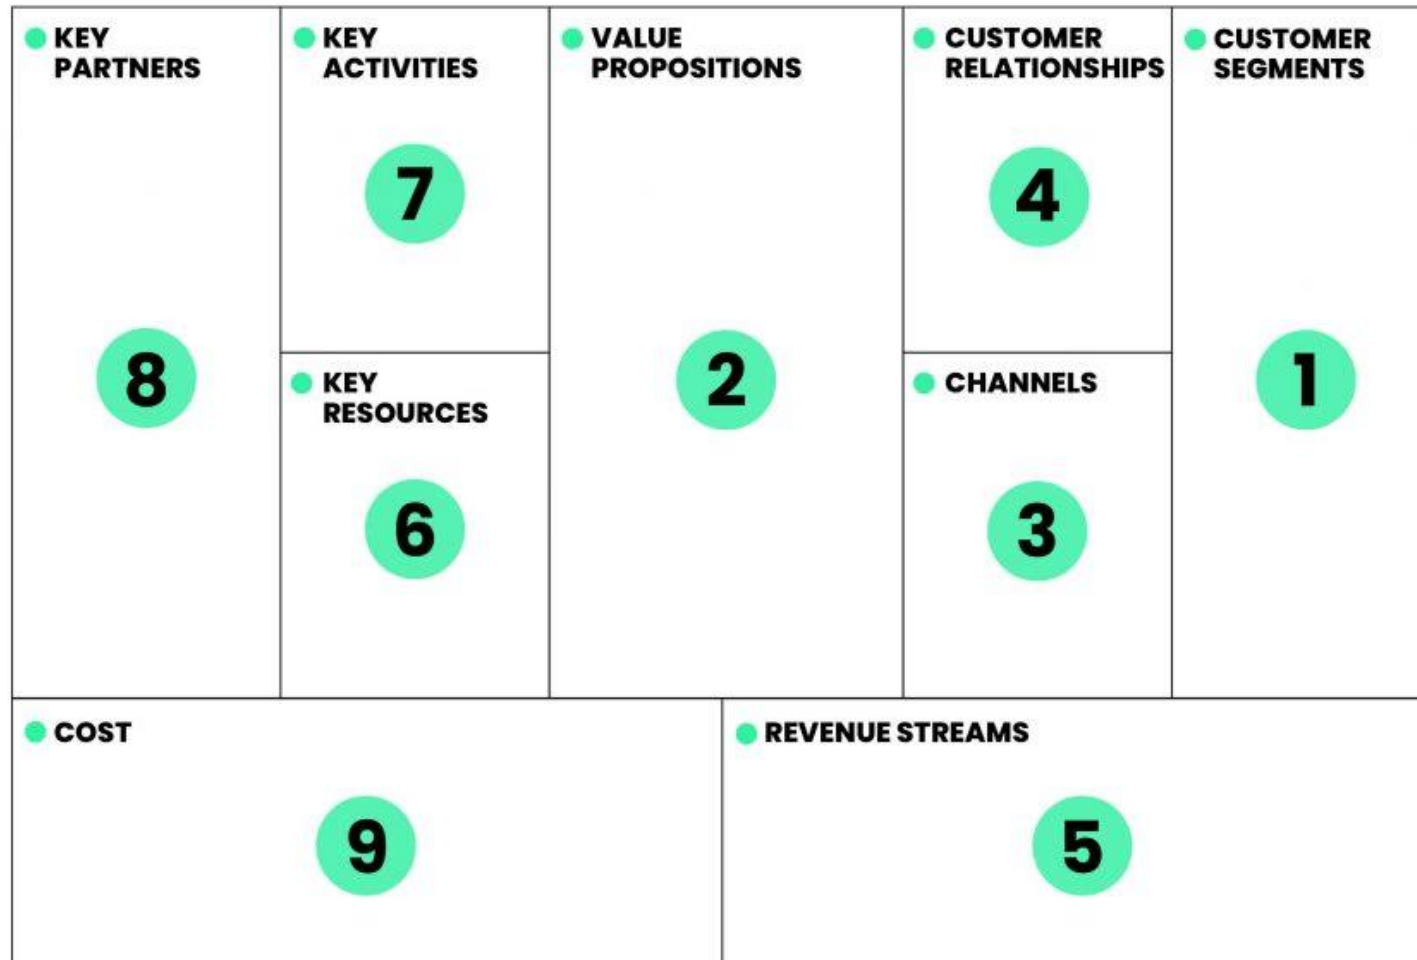 KEY
PARTNERS
8
KEY
ACTIVITIES
7
KEY
RESOURCES
6
VALUE
PROPOSITIONS
2
CUSTOMER
RELATIONSHIPS
4
CHANNELS
3
CUSTOMER
SEGMENTS
1
COST
9
REVENUE STREAMS
5